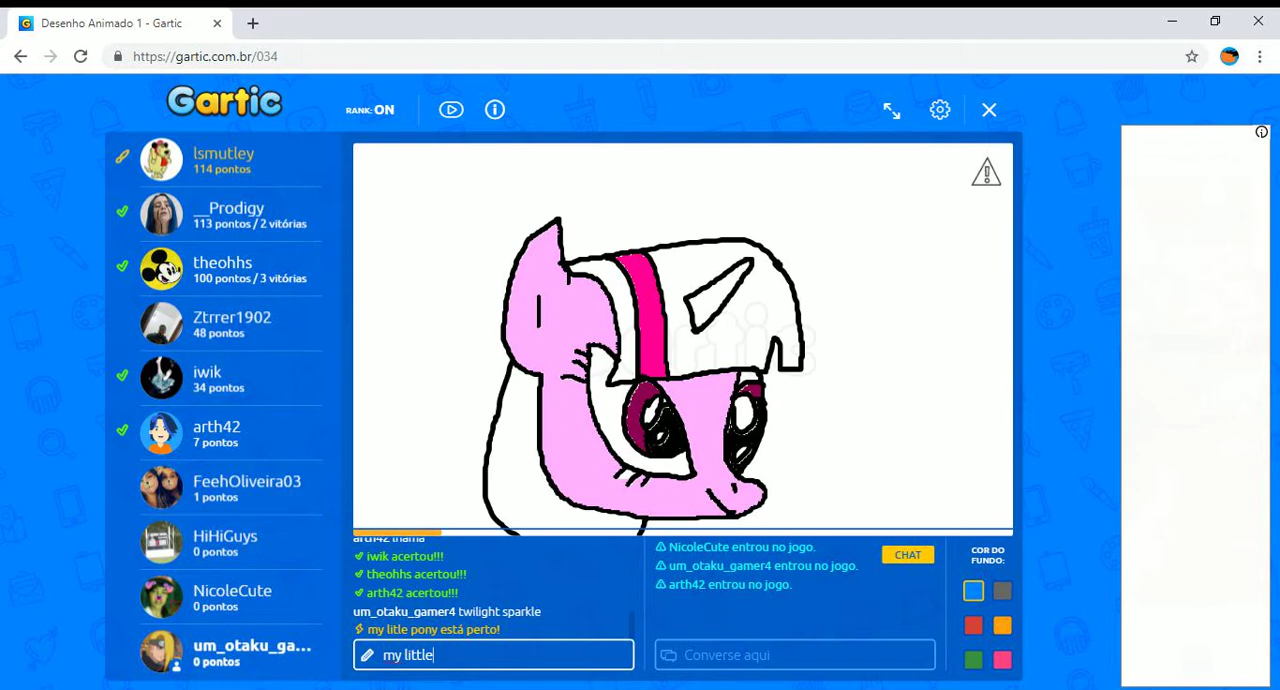 Desenho Animado 1 - Gartic
https://gartic.com.br/034
Gartic
RANK: ON
lsmutley
114 pontos
__Prodigy
113 pontos / 2 vitórias
theohhs
100 pontos / 3 vitórias
Ztrrer1902
48 pontos
iwik
34 pontos
arth42
7 pontos
FeehOliveira03
1 pontos
HiHiGuys
0 pontos
NicoleCute
0 pontos
um_otaku_ga...
0 pontos
iwik acertou!!!
theohhs acertou!!!
arth42 acertou!!!
um_otaku_gamer4 twilight sparkle
my litle pony está perto!
my little
NicoleCute entrou no jogo.
um_otaku_gamer4 entrou no jogo.
arth42 entrou no jogo.
CHAT
Converse aqui
COR DO
FUNDO: